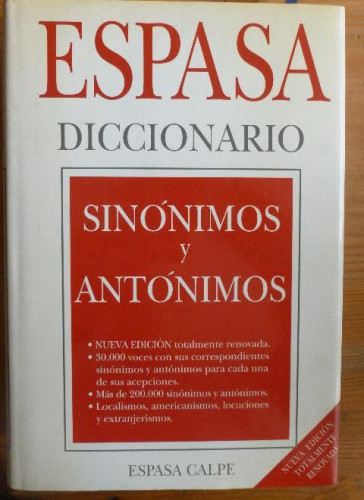 ESPASA
DICCIONARIO
SINÓNIMOS
y
ANTÓNIMOS
• NUEVA EDICIÓN totalmente renovada.
• 30.000 voces con sus correspondientes
sinónimos y antónimos para cada una
de sus acepciones.
• Más de 200.000 sinónimos y antónimos.
• Localismos, americanismos, locuciones
y extranjerismos.
NUEVA EDICIÓN
TOTALMENTE
RENOVADA
ESPASA CALPE